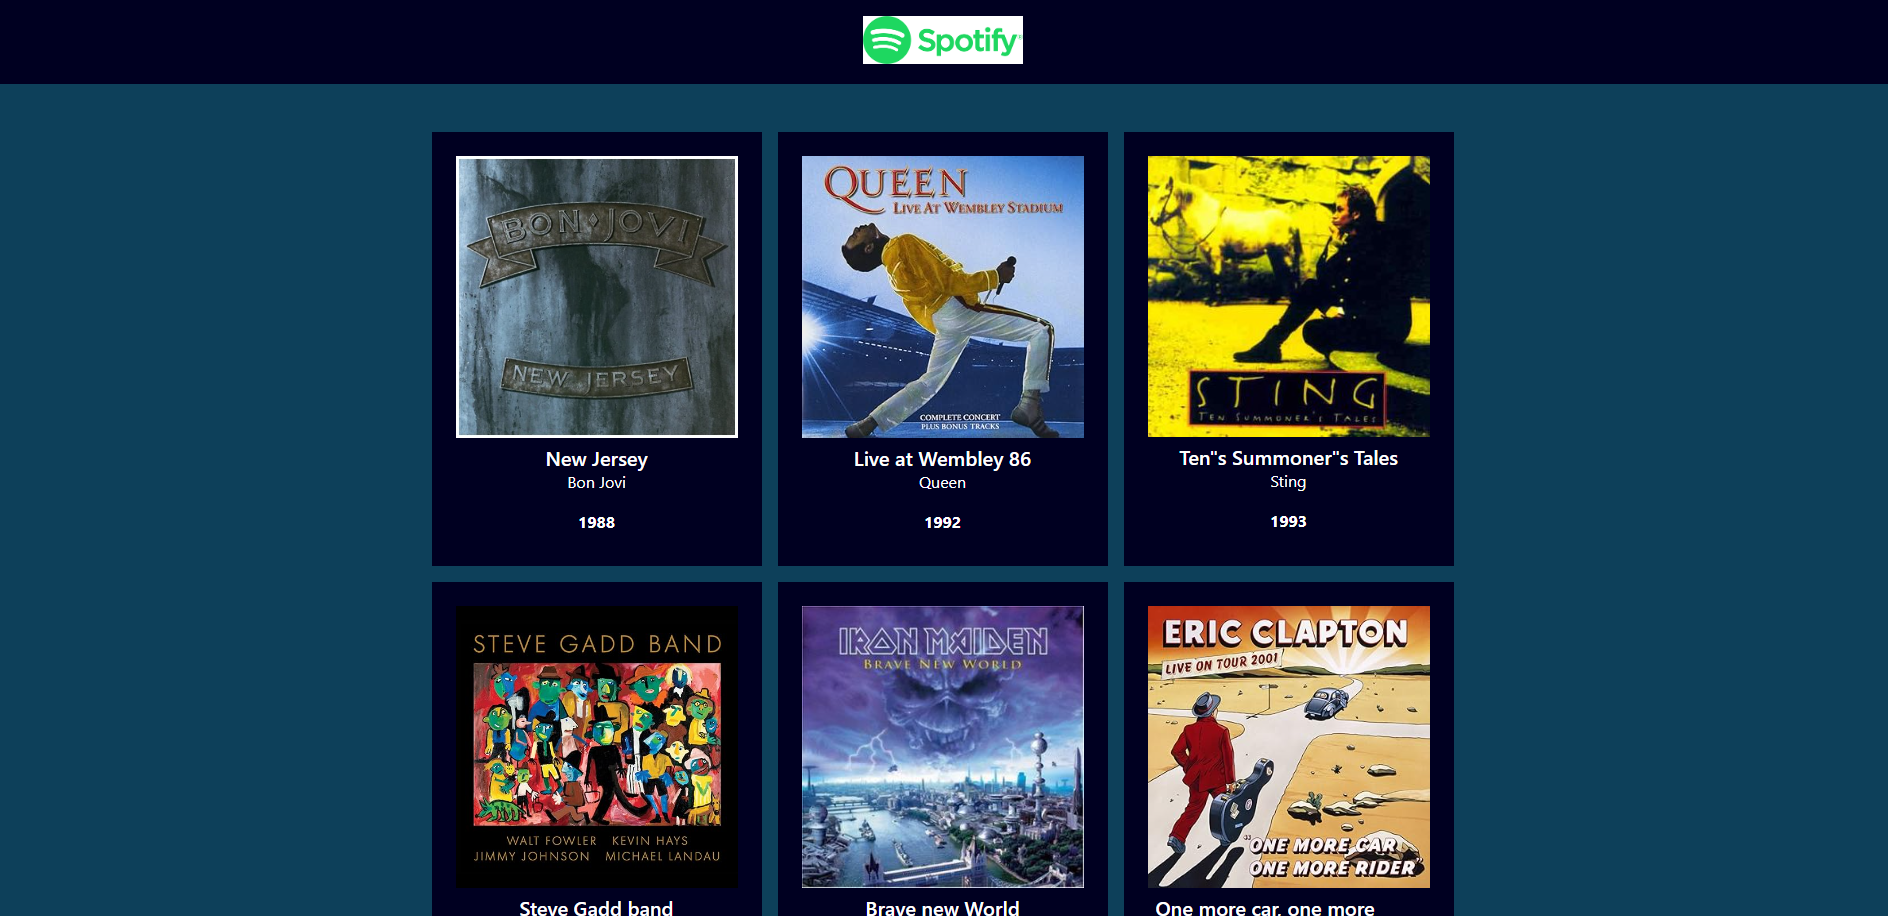 Spotify
BON JOVI
NEW JERSEY
New Jersey
Bon Jovi
1988
QUEEN
LIVE AT WEMBLEY STADIUM
COMPLETE CONCERT
PLUS BONUS TRACKS
Live at Wembley 86
Queen
1992
STING
TEN SUMMONER'S TALES
Ten"s Summoner"s Tales
Sting
1993
STEVE GADD BAND
WALT FOWLER KEVIN HAYS
JIMMY JOHNSON MICHAEL LANDAU
Steve Gadd band
IRON MAIDEN
BRAVE NEW WORLD
Brave new World
ERIC CLAPTON
LIVE ON TOUR 2001
ONE MORE CAR
ONE MORE RIDER
One more car, one more